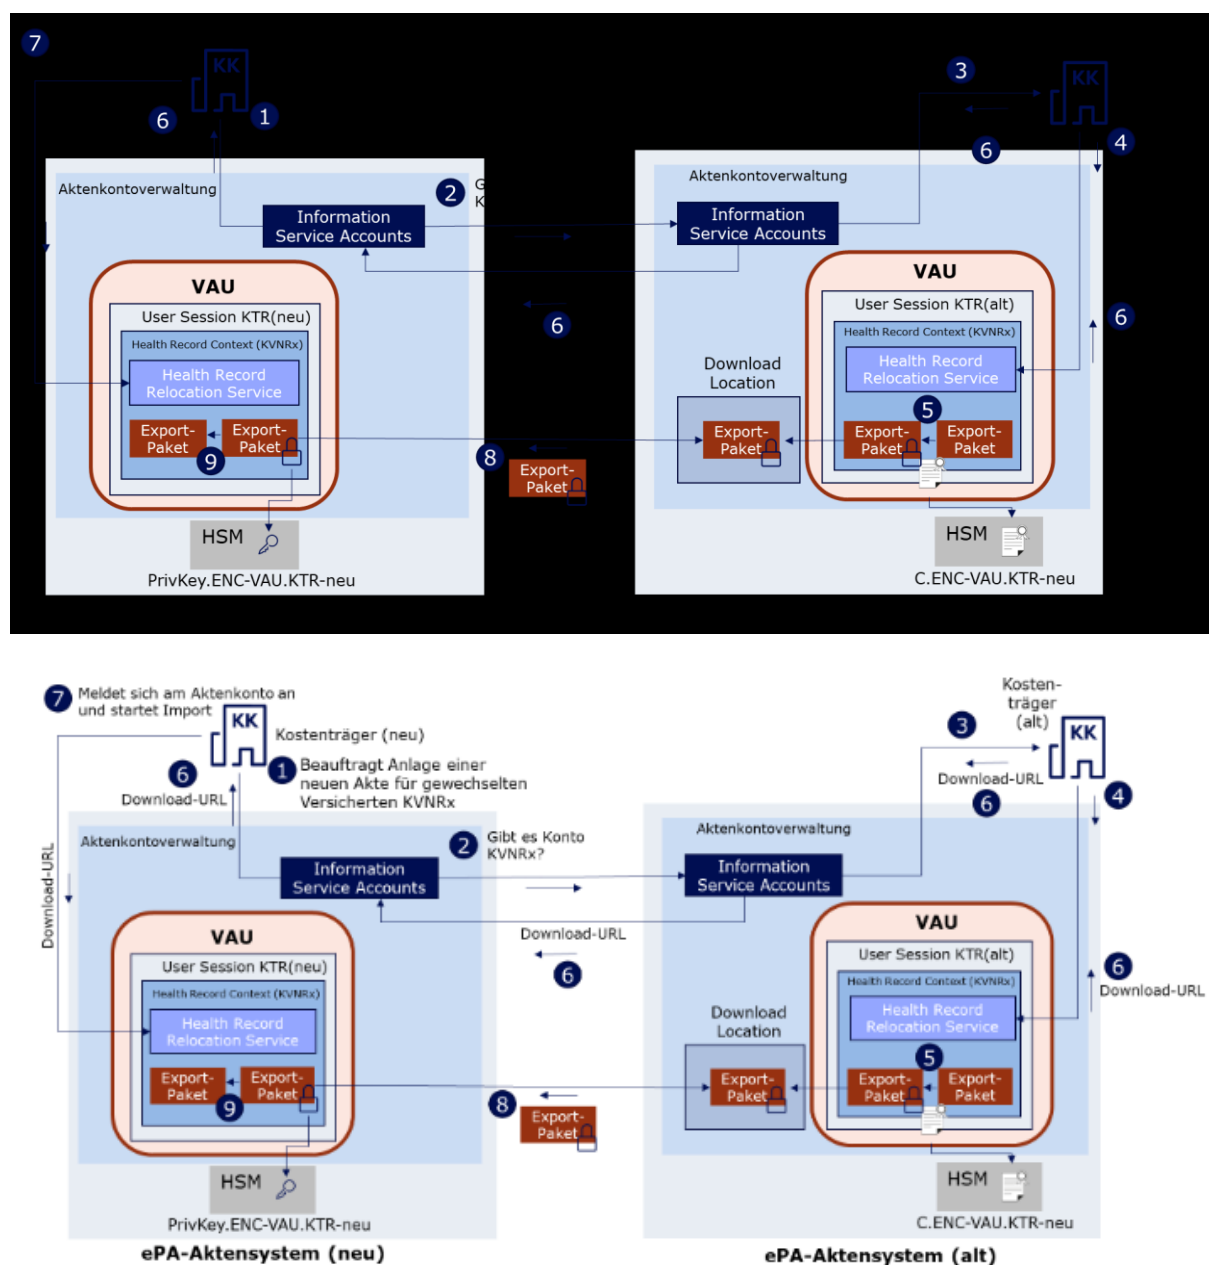 7
KK
3
KK
6
1
6
4
Aktenkontoverwaltung
2
G
K
Aktenkontoverwaltung
Information
Service Accounts
Information
Service Accounts
VAU
User Session KTR(neu)
Health Record Context (KVNRx)
Health Record
Relocation Service
Export-
Paket
Export-
Paket
9
HSM
PrivKey.ENC-VAU.KTR-neu
6
8
Export-
Paket
VAU
User Session KTR(alt)
Health Record Context (KVNRx)
Health Record
Relocation Service
6
Download
Location
Export-
Paket
5
Export-
Paket
Export-
Paket
HSM
C.ENC-VAU.KTR-neu
7
Meldet sich am Aktenkonto an
und startet Import
KK
Kostenträger (neu)
6
Download-URL
1
Beauftragt Anlage einer
neuen Akte für gewechselten
Versicherten KVNRx
Kosten-
träger
(alt)
KK
3
Download-URL
6
4
Aktenkontoverwaltung
2
Gibt es Konto
KVNRx?
Aktenkontoverwaltung
Information
Service Accounts
Information
Service Accounts
Download-URL
Download-URL
6
VAU
User Session KTR(neu)
Health Record Context (KVNRx)
Health Record
Relocation Service
Export-
Paket
Export-
Paket
9
HSM
PrivKey.ENC-VAU.KTR-neu
ePA-Aktensystem (neu)
8
Export-
Paket
VAU
User Session KTR(alt)
Health Record Context (KVNRx)
Health Record
Relocation Service
6
Download-URL
Download
Location
Export-
Paket
5
Export-
Paket
Export-
Paket
HSM
C.ENC-VAU.KTR-neu
ePA-Aktensystem (alt)